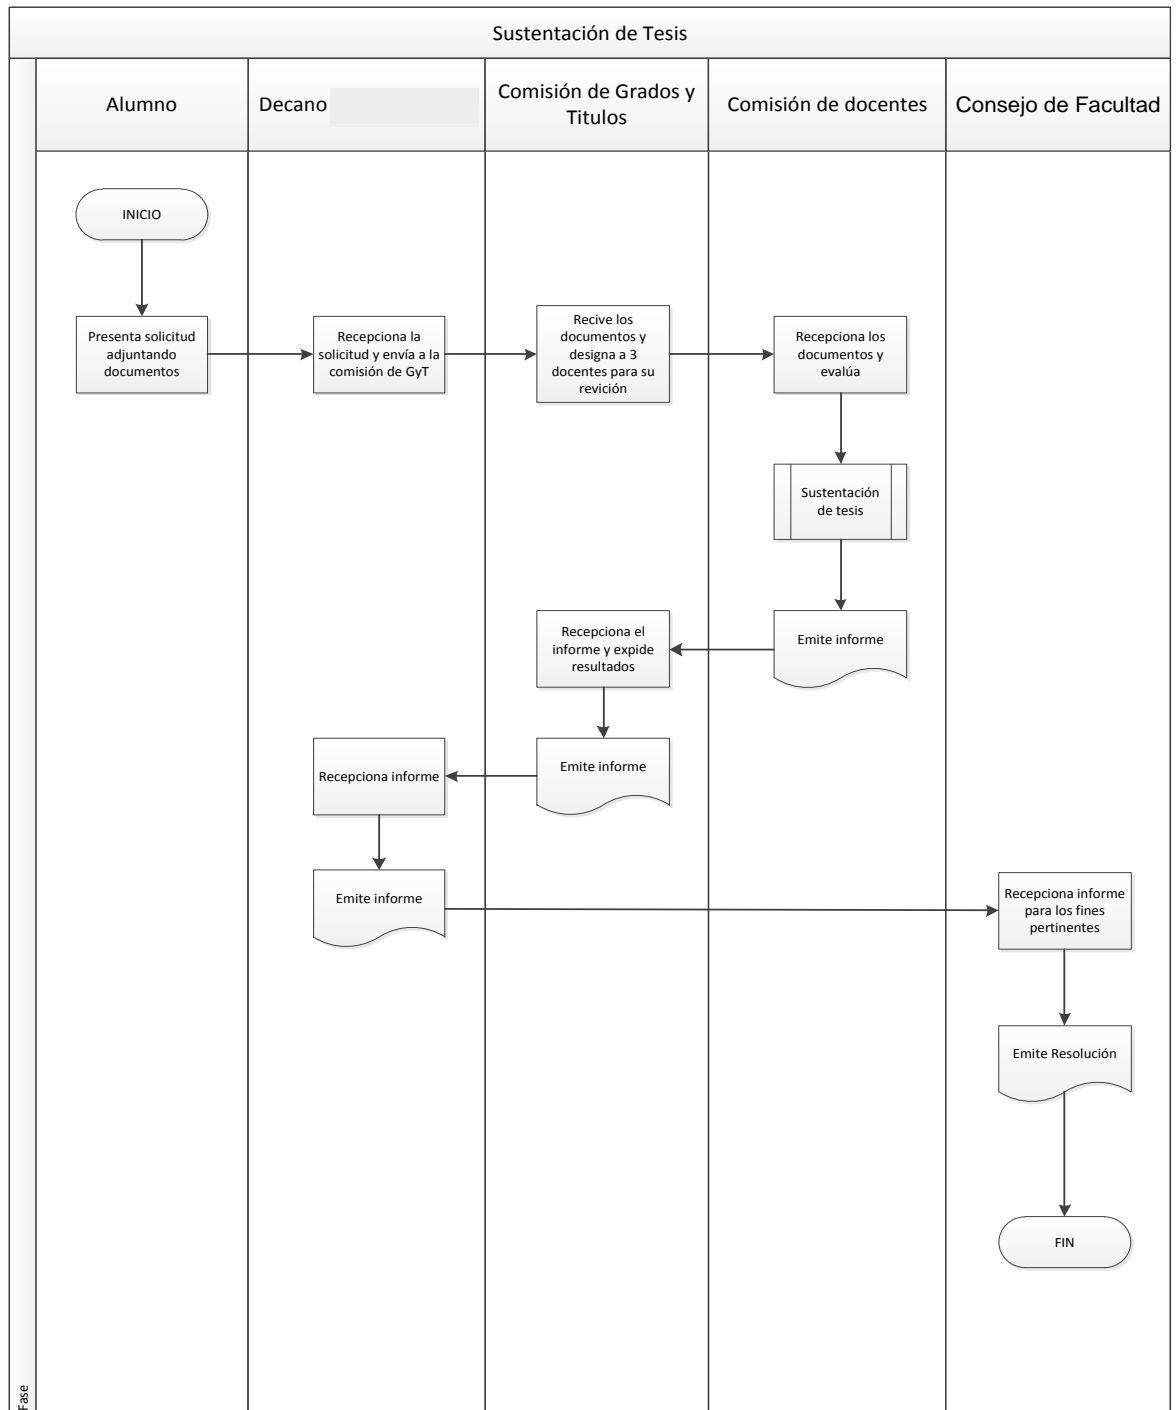 Sustentación de Tesis
Alumno
Decano
Comisión de Grados y
Titulos
Comisión de docentes
Consejo de Facultad
INICIO
Presenta solicitud
adjuntando
documentos
Recepciona la
solicitud y envía a la
comisión de GyT
Recive los
documentos y
designa a 3
docentes para su
revición
Recepciona los
documentos y
evalúa
Sustentación
de tesis
Emite informe
Recepciona el
informe y expide
resultados
Emite informe
Recepciona informe
Emite informe
Recepciona informe
para los fines
pertinentes
Emite Resolución
FIN
Fase